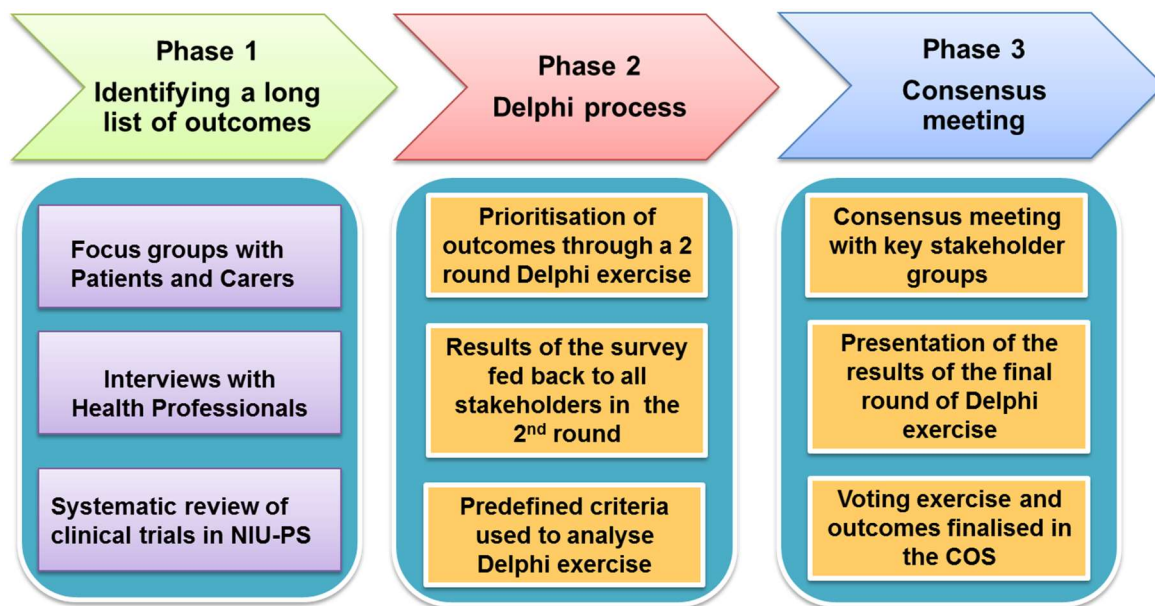 Phase 1
Identifying a long
list of outcomes
Focus groups with
Patients and Carers
Interviews with
Health Professionals
Systematic review of
clinical trials in NIU-PS
Phase 2
Delphi process
Prioritisation of
outcomes through a 2
round Delphi exercise
Results of the survey
fed back to all
stakeholders in the
2nd round
Predefined criteria
used to analyse
Delphi exercise
Phase 3
Consensus
meeting
Consensus meeting
with key stakeholder
groups
Presentation of the
results of the final
round of Delphi
exercise
Voting exercise and
outcomes finalised in
the COS